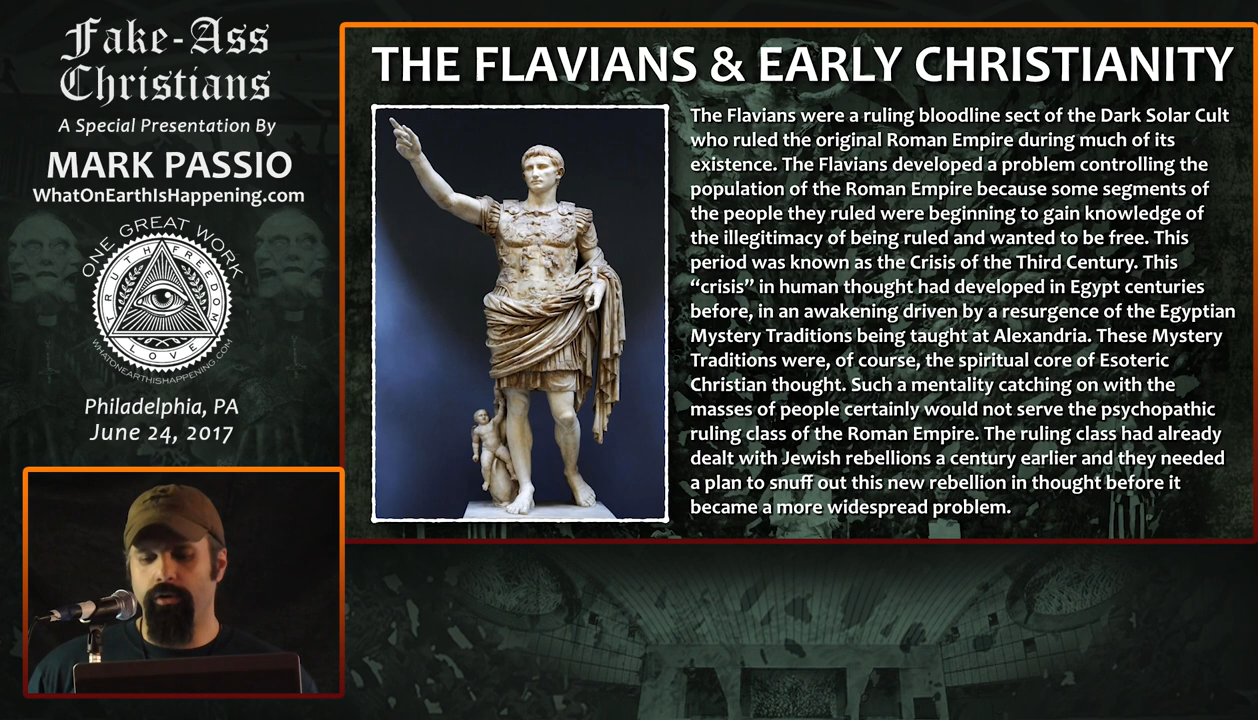 Fake-Ass
Christians
A Special Presentation By
MARK PASSIO
WhatOnEarthIsHappening.com
ONE GREAT WORK
TRUTH FREEDOM LOVE
WHATONEARTHISHAPPENING.COM
Philadelphia, PA
June 24, 2017
THE FLAVIANS & EARLY CHRISTIANITY
The Flavians were a ruling bloodline sect of the Dark Solar Cult
who ruled the original Roman Empire during much of its
existence. The Flavians developed a problem controlling the
population of the Roman Empire because some segments of
the people they ruled were beginning to gain knowledge of
the illegitimacy of being ruled and wanted to be free. This
period was known as the Crisis of the Third Century. This
“crisis” in human thought had developed in Egypt centuries
before, in an awakening driven by a resurgence of the Egyptian
Mystery Traditions being taught at Alexandria. These Mystery
Traditions were, of course, the spiritual core of Esoteric
Christian thought. Such a mentality catching on with the
masses of people certainly would not serve the psychopathic
ruling class of the Roman Empire. The ruling class had already
dealt with Jewish rebellions a century earlier and they needed
a plan to snuff out this new rebellion in thought before it
became a more widespread problem.